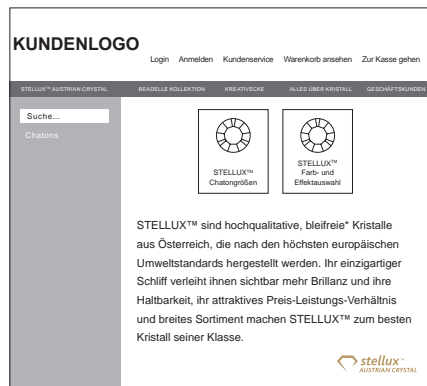 KUNDENLOGO
Login Anmelden Kundenservice Warenkorb ansehen Zur Kasse gehen
STELLUX™ AUSTRIAN CRYSTAL BEADELLE KOLLEKTION KREATIVECKE ALLES ÜBER KRISTALL GESCHÄFTSKUNDEN
Suche...
Chatons
STELLUX™
Chatongrößen
STELLUX™
Farb- und
Effektauswahl
STELLUX™ sind hochqualitative, bleifreie* Kristalle
aus Österreich, die nach den höchsten europäischen
Umweltstandards hergestellt werden. Ihr einzigartiger
Schliff verleiht ihnen sichtbar mehr Brillanz und ihre
Haltbarkeit, ihr attraktives Preis-Leistungs-Verhältnis
und breites Sortiment machen STELLUX™ zum besten
Kristall seiner Klasse.
stellux™
AUSTRIAN CRYSTAL